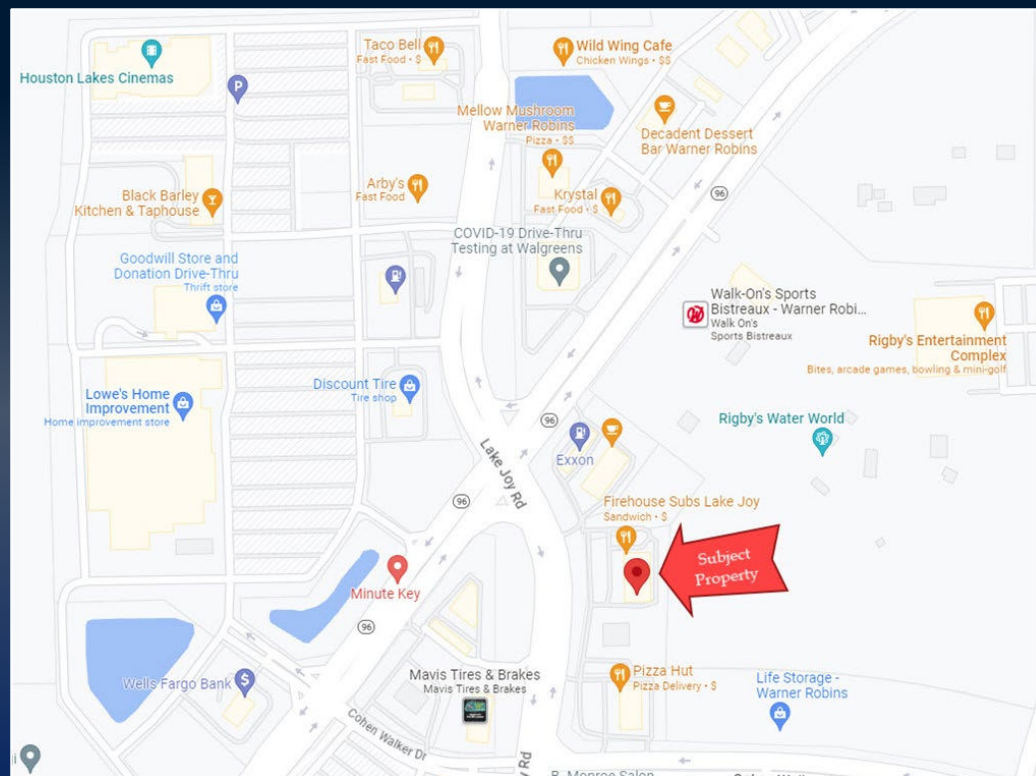 Houston Lakes Cinemas
P
Taco Bell
Fast Food • $
Wild Wing Cafe
Chicken Wings • $$
Mellow Mushroom
Warner Robins
Pizza • $$
Decadent Dessert
Bar Warner Robins
Black Barley
Kitchen & Taphouse
Arby's
Fast Food
Krystal
Fast Food • $
96
COVID-19 Drive-Thru
Testing at Walgreens
Goodwill Store and
Donation Drive-Thru
Thrift store
Walk-On's Sports
Bistreaux - Warner Robi...
Walk On's
Sports Bistreaux
Rigby's Entertainment
Complex
Bites, arcade games, bowling & mini-golf
Lowe's Home
Improvement
Home improvement store
Discount Tire
Tire shop
96
Rigby's Water World
Lake Joy Rd
Exxon
96
Firehouse Subs Lake Joy
Sandwich • $
Subject
Property
Minute Key
96
Wells Fargo Bank
$
Mavis Tires & Brakes
Mavis Tires & Brakes
Pizza Hut
Pizza Delivery • $
Life Storage -
Warner Robins
Cohen Walker Dr
Rd